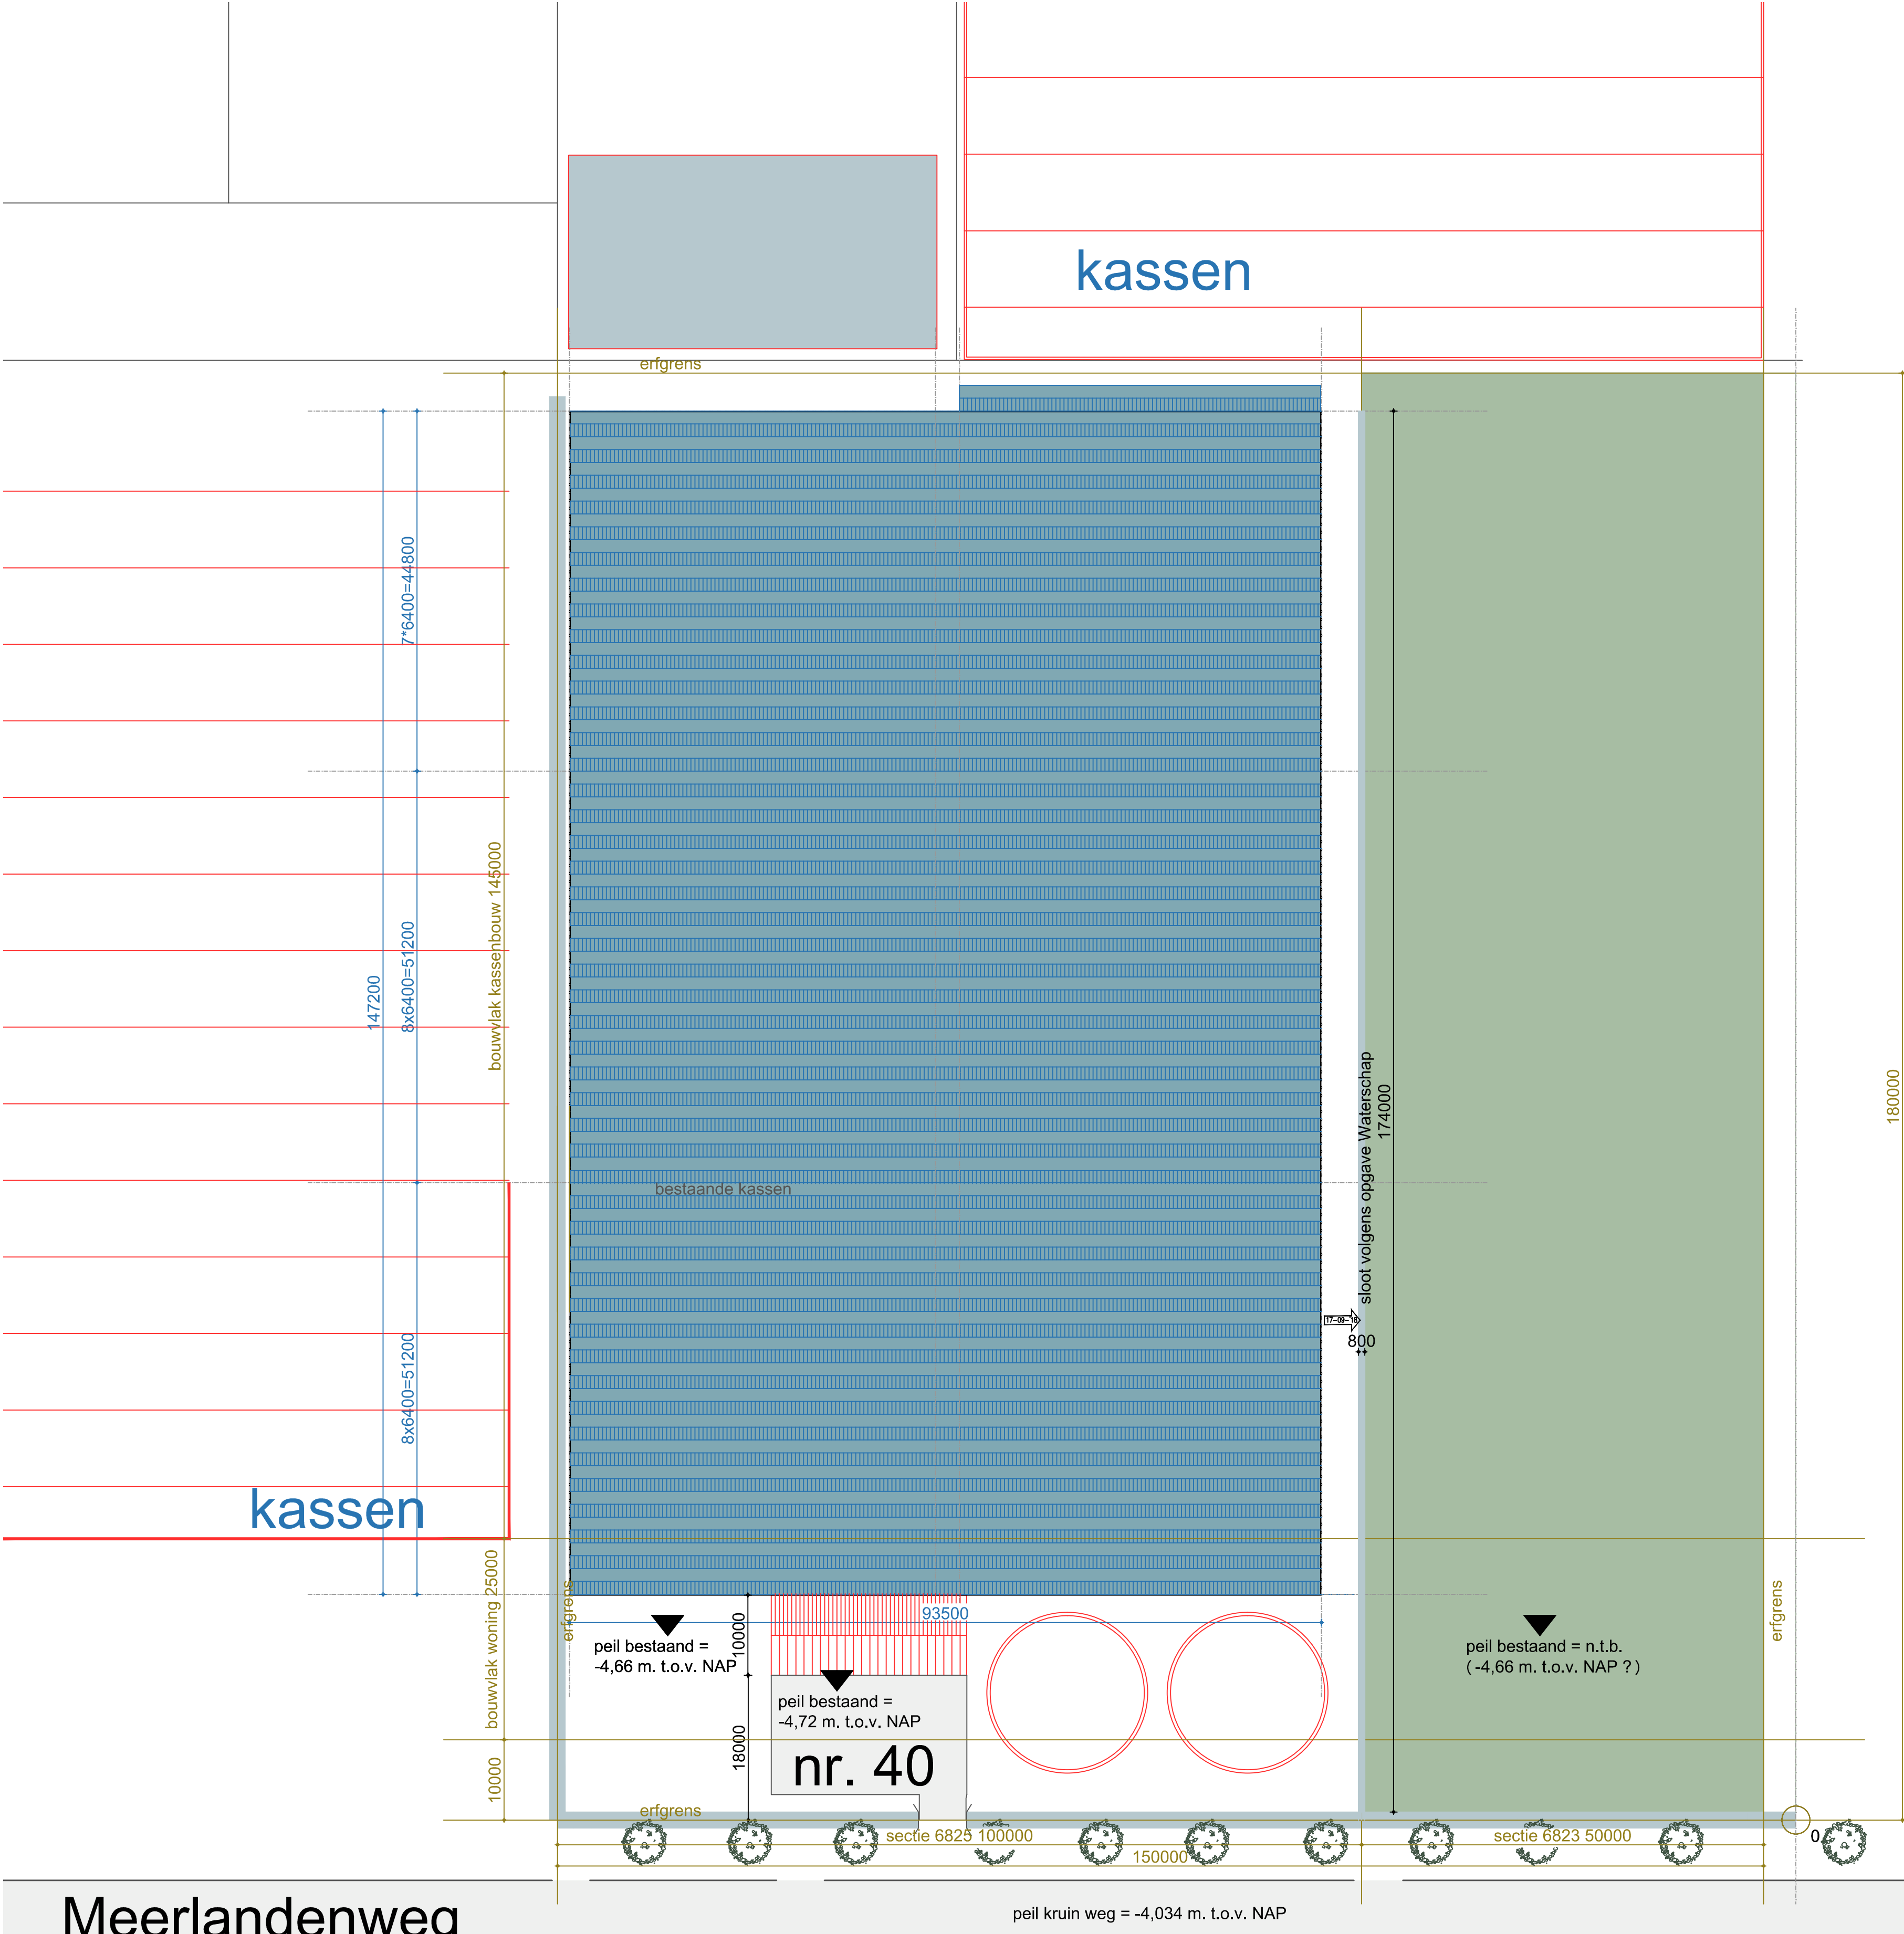 kassen
erfgrens
7*6400=44800
bouwvlak kassenbouw 145000
147200
8x6400=51200
sloot volgens opgave Waterschap
174000
180000
bestaande kassen
17-09-18
800
8x6400=51200
kassen
bouwvlak woning 25000
erfgrens
93500
10000
erfgrens
peil bestaand =
-4,66 m. t.o.v. NAP
peil bestaand = n.t.b.
( -4,66 m. t.o.v. NAP ? )
peil bestaand =
-4,72 m. t.o.v. NAP
18000
nr. 40
10000
erfgrens
sectie 6825 100000
sectie 6823 50000
0
150000
Meerlandenweg
peil kruin weg = -4,034 m. t.o.v. NAP